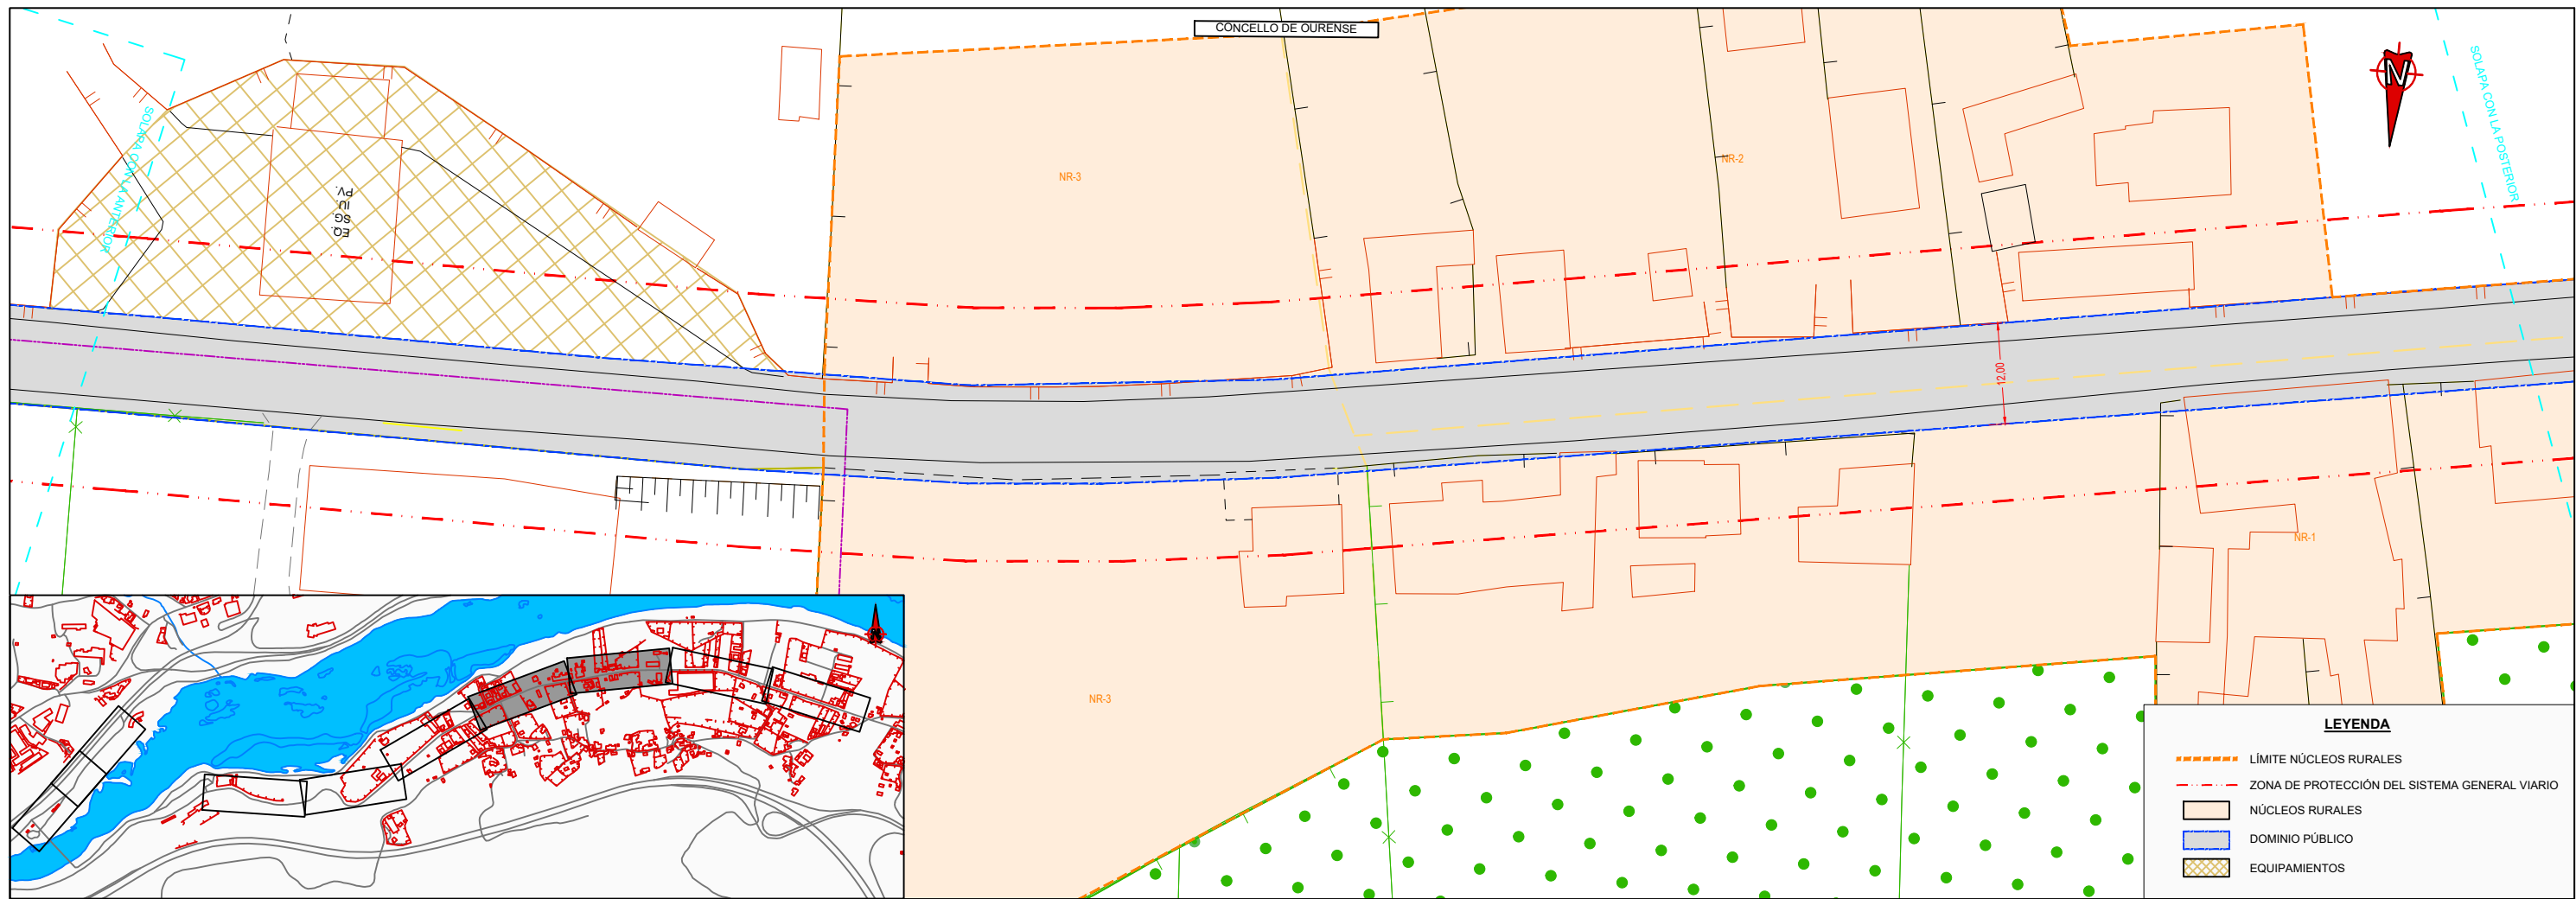 CONCELLO DE OURENSE
SOLAPA CON LA ANTERIOR
EQ.
SG
IU.
PV.
NR-3
NR-2
N
SOLAPA CON LA POSTERIOR
12,00
NR-1
NR-3
LEYENDA
LÍMITE NÚCLEOS RURALES
ZONA DE PROTECCIÓN DEL SISTEMA GENERAL VIARIO
NÚCLEOS RURALES
DOMINIO PÚBLICO
EQUIPAMIENTOS